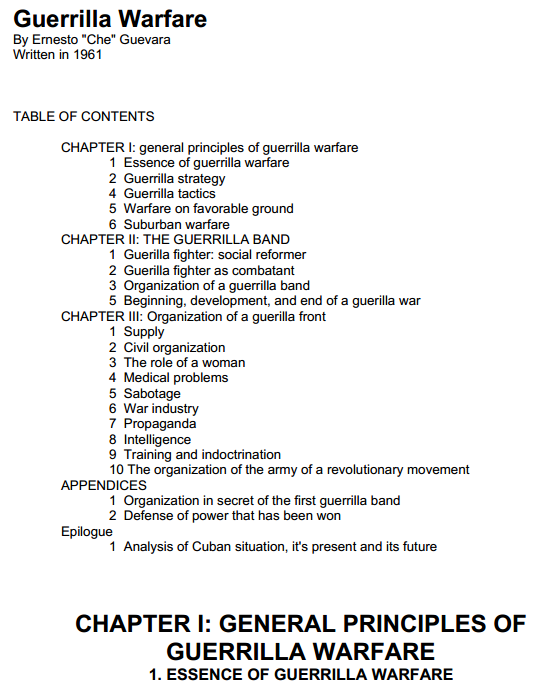 Guerrilla Warfare
By Ernesto "Che" Guevara
Written in 1961
TABLE OF CONTENTS
CHAPTER I: general principles of guerrilla warfare
1 Essence of guerrilla warfare
2 Guerrilla strategy
4 Guerrilla tactics
5 Warfare on favorable ground
6 Suburban warfare
CHAPTER II: THE GUERRILLA BAND
1 Guerilla fighter: social reformer
2 Guerilla fighter as combatant
3 Organization of a guerrilla band
5 Beginning, development, and end of a guerilla war
CHAPTER III: Organization of a guerilla front
1 Supply
2 Civil organization
3 The role of a woman
4 Medical problems
5 Sabotage
6 War industry
7 Propaganda
8 Intelligence
9 Training and indoctrination
10 The organization of the army of a revolutionary movement
APPENDICES
1 Organization in secret of the first guerrilla band
2 Defense of power that has been won
Epilogue
1 Analysis of Cuban situation, it's present and its future
CHAPTER I: GENERAL PRINCIPLES OF
GUERRILLA WARFARE
1. ESSENCE OF GUERRILLA WARFARE